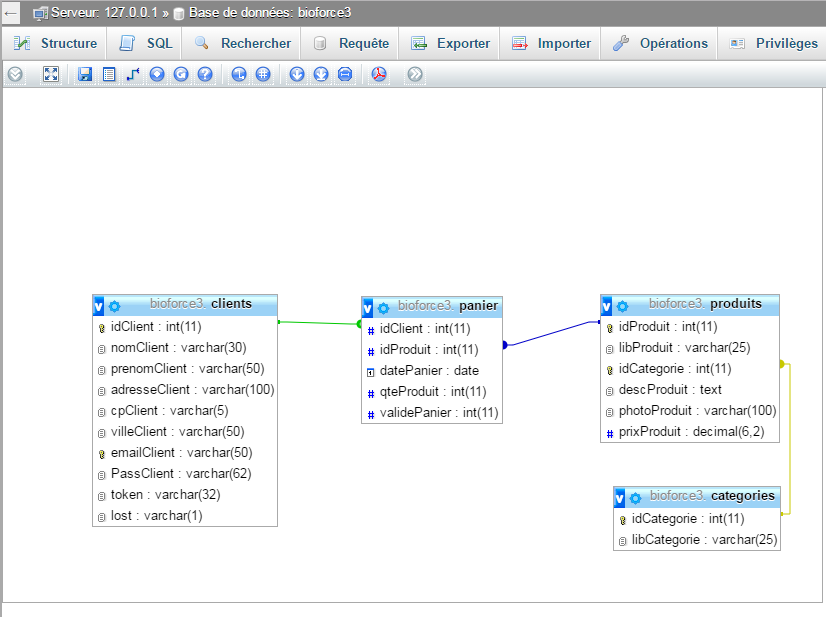 Serveur: 127.0.0.1 » Base de données: bioforce3
Structure SQL Rechercher Requête Exporter Importer Opérations Privilèges
v bioforce3. clients
idClient : int(11)
nomClient : varchar(30)
prenomClient : varchar(50)
adresseClient : varchar(100)
cpClient : varchar(5)
villeClient : varchar(50)
emailClient : varchar(50)
PassClient : varchar(62)
token : varchar(32)
lost : varchar(1)
v bioforce3. panier
# idClient : int(11)
# idProduit : int(11)
datePanier : date
# qteProduit : int(11)
# validePanier : int(11)
v bioforce3. produits
idProduit : int(11)
libProduit : varchar(25)
idCategorie : int(11)
descProduit : text
photoProduit : varchar(100)
# prixProduit : decimal(6,2)
v bioforce3. categories
idCategorie : int(11)
libCategorie : varchar(25)